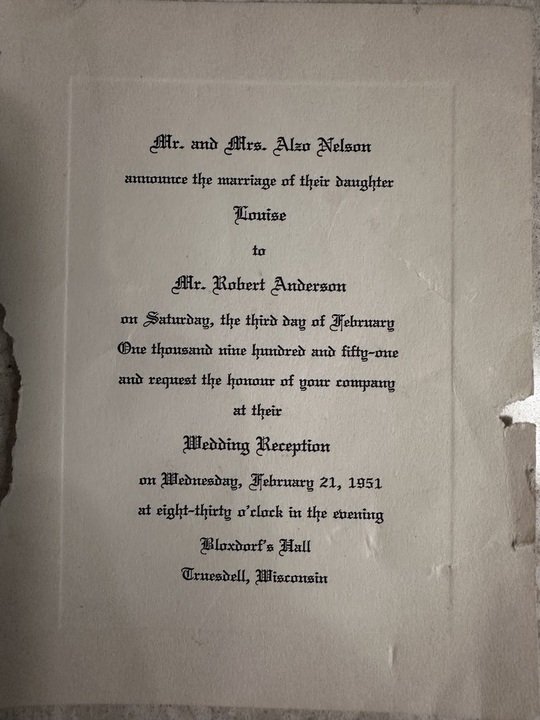 Mr. and Mrs. Alzo Nelson
announce the marriage of their daughter
Louise
to
Mr. Robert Anderson
on Saturday, the third day of February
One thousand nine hundred and fifty-one
and request the honour of your company
at their
Wedding Reception
on Wednesday, February 21, 1951
at eight-thirty o'clock in the evening
Bloxdorf's Hall
Truesdell, Wisconsin